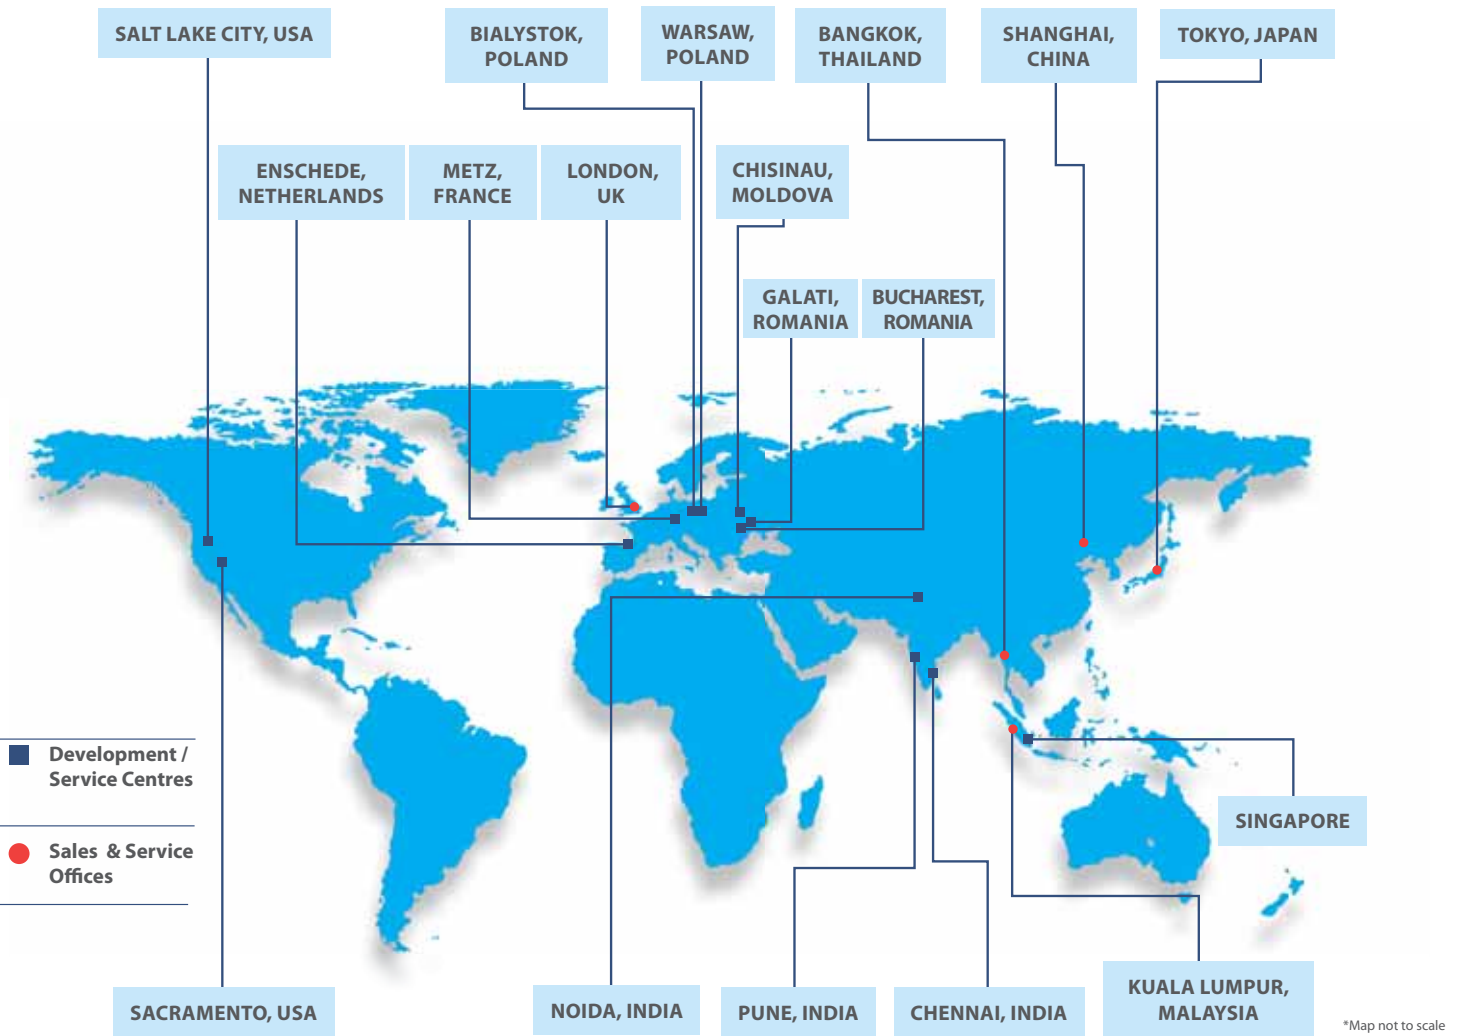 SALT LAKE CITY, USA
BIALYSTOK,
POLAND
WARSAW,
POLAND
BANGKOK,
THAILAND
SHANGHAI,
CHINA
TOKYO, JAPAN
ENSCHEDE,
NETHERLANDS
METZ,
FRANCE
LONDON,
UK
CHISINAU,
MOLDOVA
GALATI,
ROMANIA
BUCHAREST,
ROMANIA
Development /
Service Centres
Sales & Service
Offices
SINGAPORE
SACRAMENTO, USA
NOIDA, INDIA
PUNE, INDIA
CHENNAI, INDIA
KUALA LUMPUR,
MALAYSIA
*Map not to scale